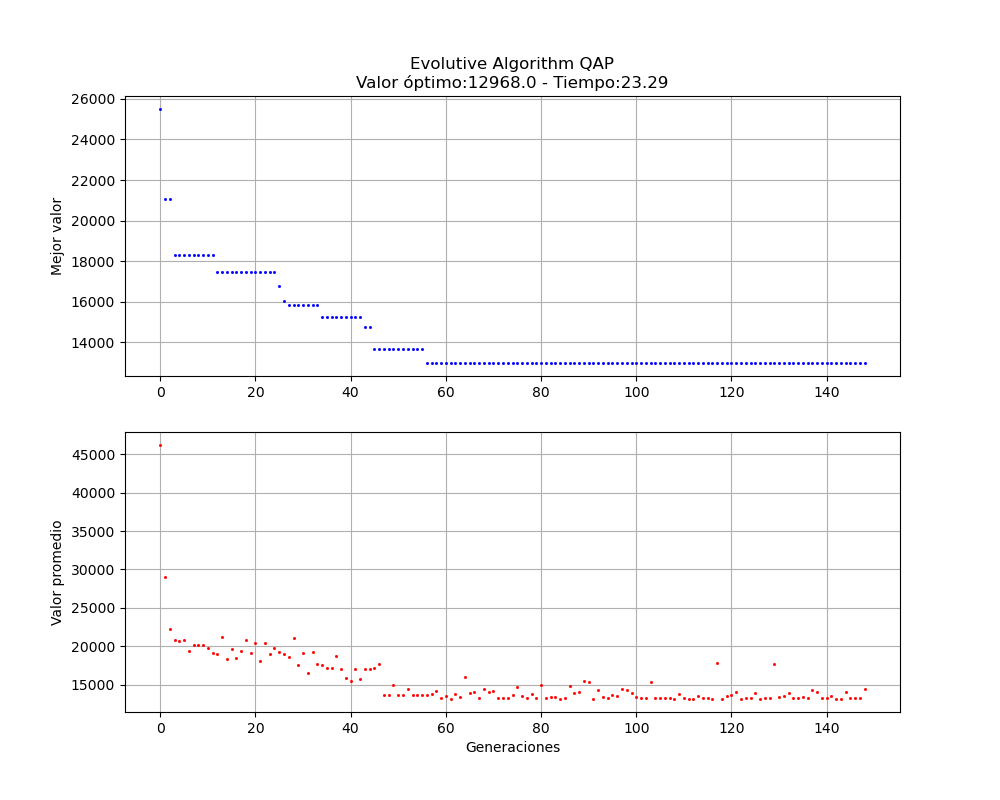 Evolutive Algorithm QAP
Valor óptimo:12968.0 - Tiempo:23.29
26000
24000
22000
20000
18000
16000
14000
Mejor valor
0 20 40 60 80 100 120 140
45000
40000
35000
30000
25000
20000
15000
Valor promedio
0 20 40 60 80 100 120 140
Generaciones